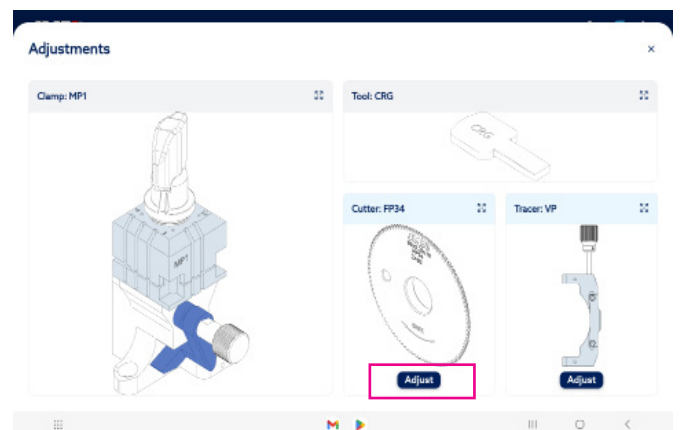 Adjustments
×
Clamp: MP1
Tool: CRG
CRG
Cutter: FP34
Tracer: VP
MP1
Adjust
Adjust